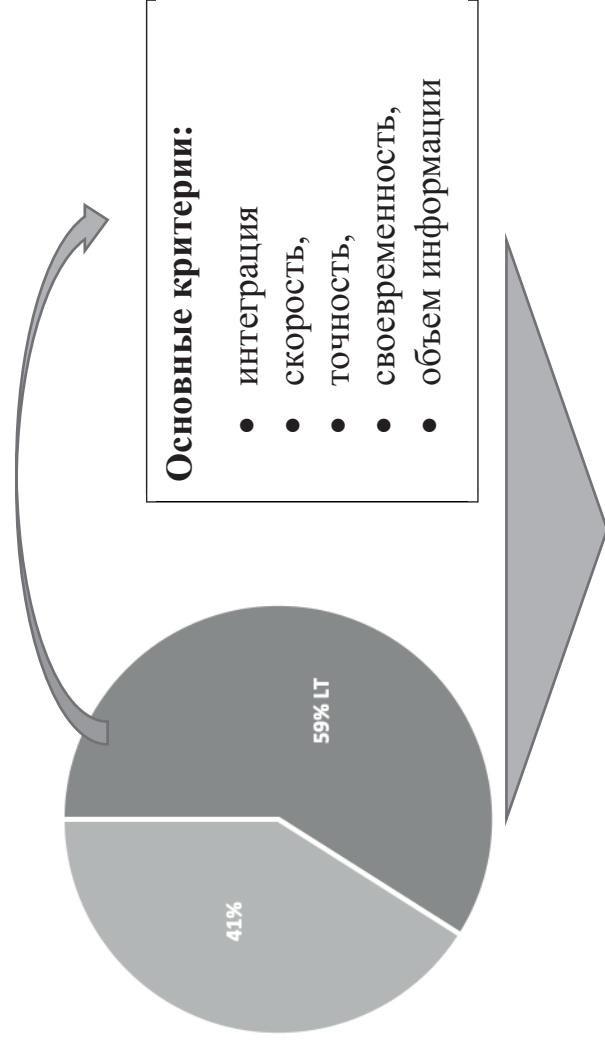 41%
59% LT
Основные критерии:
• интеграция
• скорость,
• точность,
• своевременность,
• объем информации